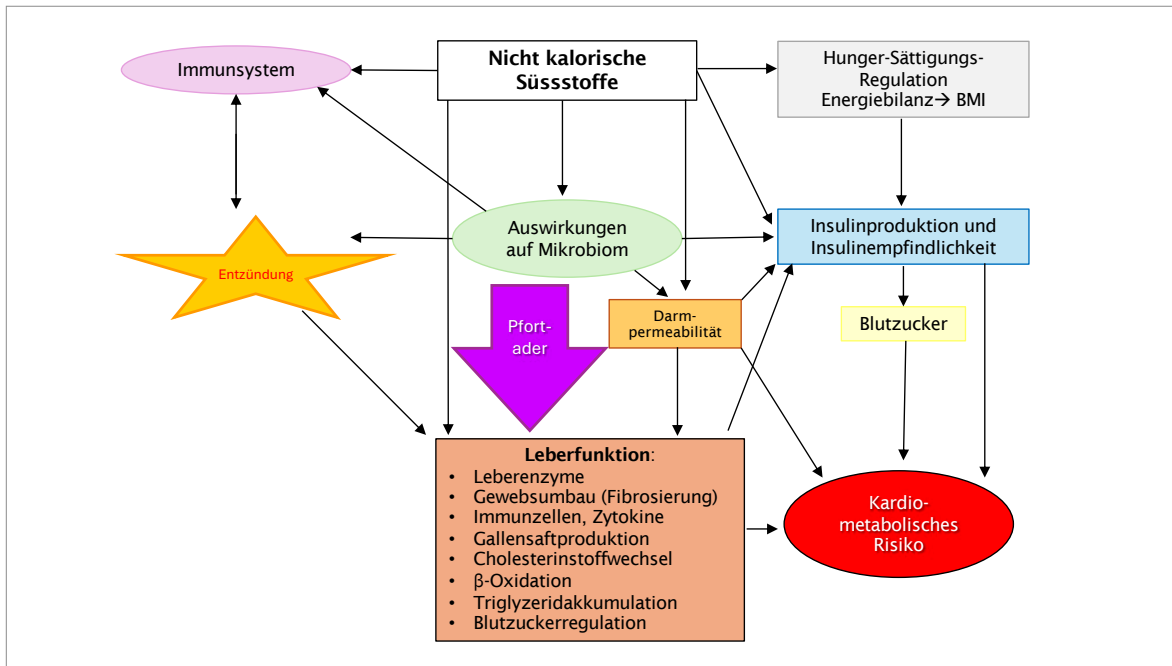 Nicht kalorische
Süssstoffe
Immunsystem
Hunger-Sättigungs-
Regulation
Energiebilanz→ BMI
Auswirkungen
auf Mikrobiom
Insulinproduktion und
Insulinempfindlichkeit
Entzündung
Pfort-
ader
Darm-
permeabilität
Blutzucker
Leberfunktion:
• Leberenzyme
• Gewebsumbau (Fibrosierung)
• Immunzellen, Zytokine
• Gallensaftproduktion
• Cholesterinstoffwechsel
• β-Oxidation
• Triglyzeridakkumulation
• Blutzuckerregulation
Kardio-
metabolisches
Risiko